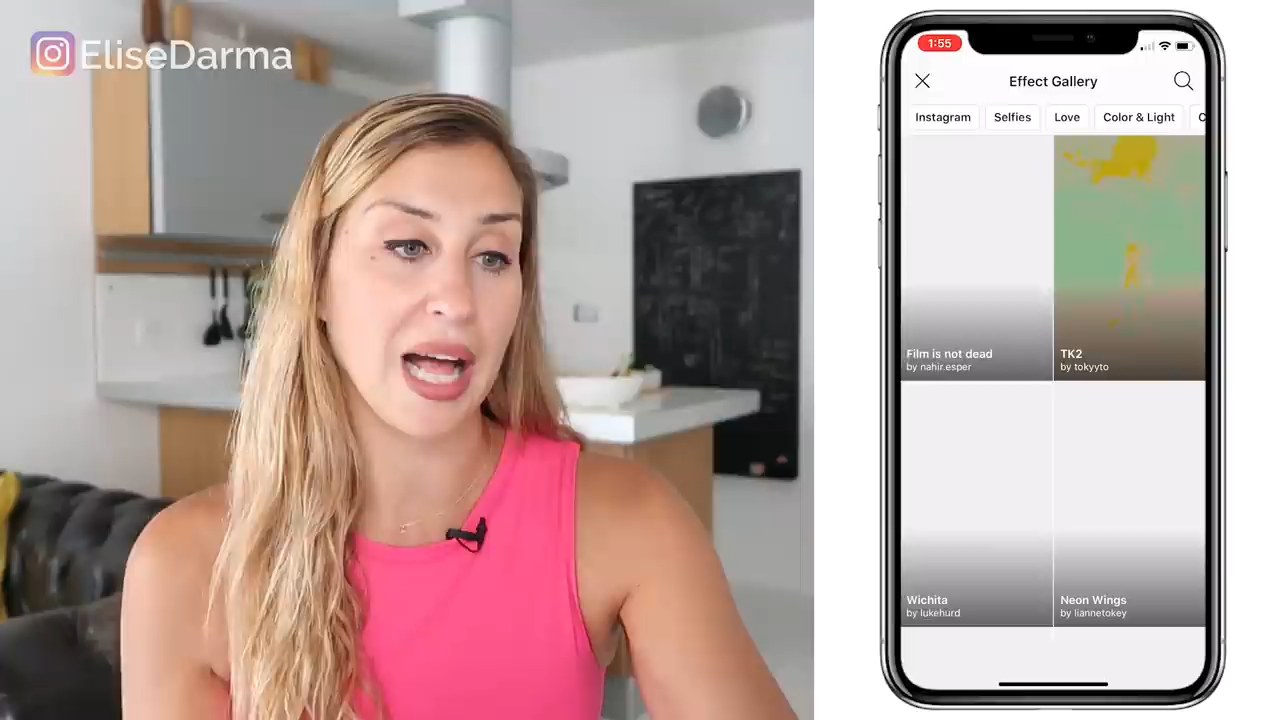 EliseDarma
1:55
Effect Gallery
Instagram
Selfies
Love
Color & Light
C
Film is not dead
by nahir.esper
TK2
by tokyyto
Wichita
by lukehurd
Neon Wings
by liannetokey